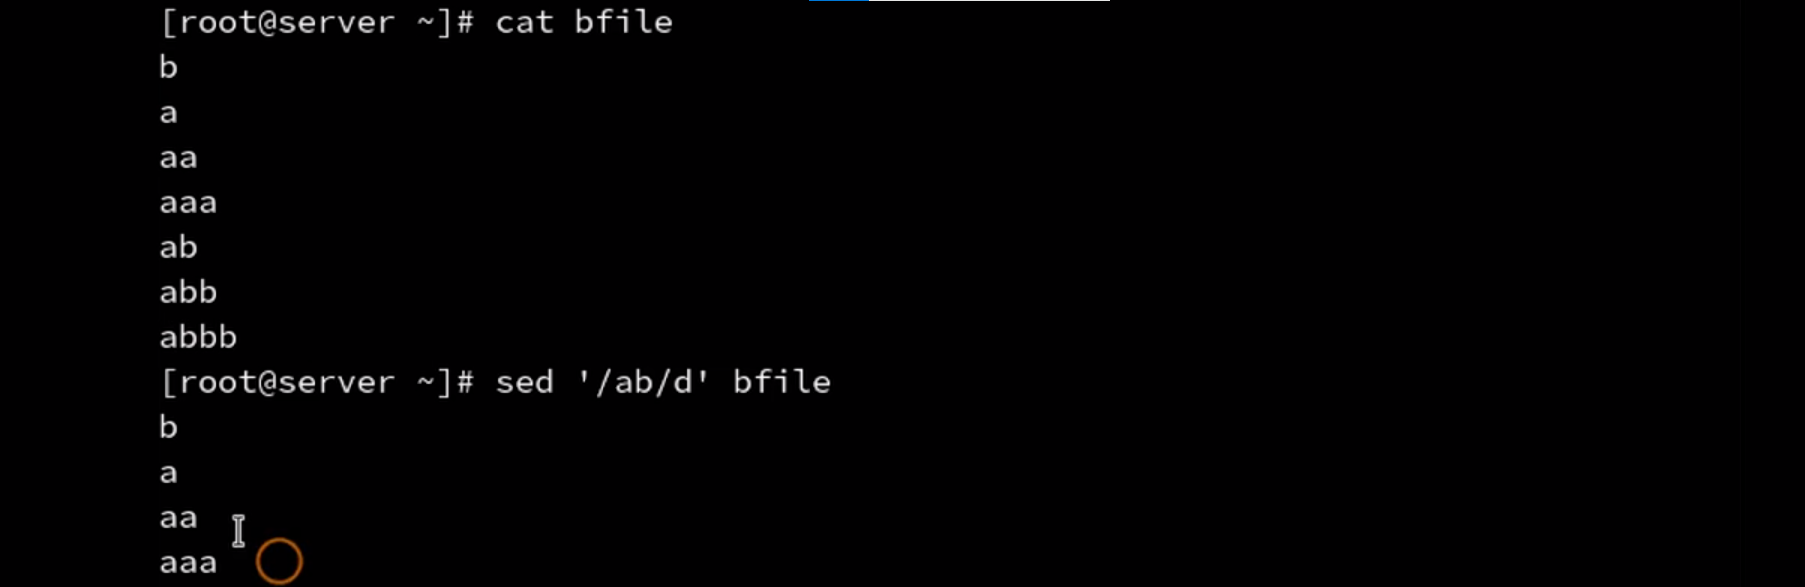 [root@server ~]# cat bfile
b
a
aa
aaa
ab
abb
abbb
[root@server ~]# sed '/ab/d' bfile
b
a
aa
aaa